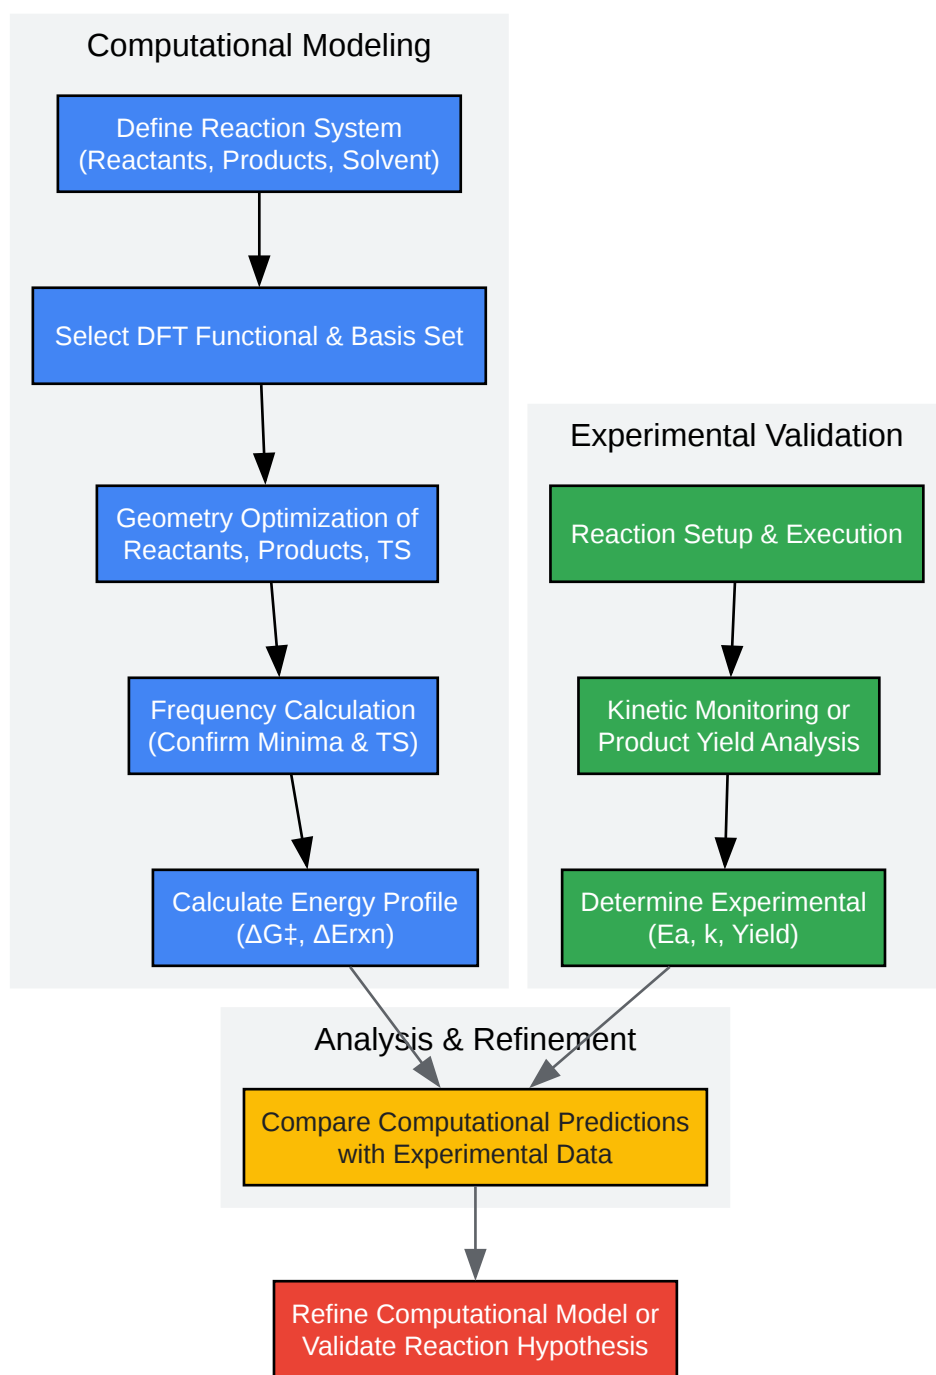 Computational Modeling
Define Reaction System
(Reactants, Products, Solvent)
Select DFT Functional & Basis Set
Geometry Optimization of
Reactants, Products, TS
Frequency Calculation
(Confirm Minima & TS)
Calculate Energy Profile
(ΔG‡, ΔErxn)
Experimental Validation
Reaction Setup & Execution
Kinetic Monitoring or
Product Yield Analysis
Determine Experimental
(Ea, k, Yield)
Analysis & Refinement
Compare Computational Predictions
with Experimental Data
Refine Computational Model or
Validate Reaction Hypothesis